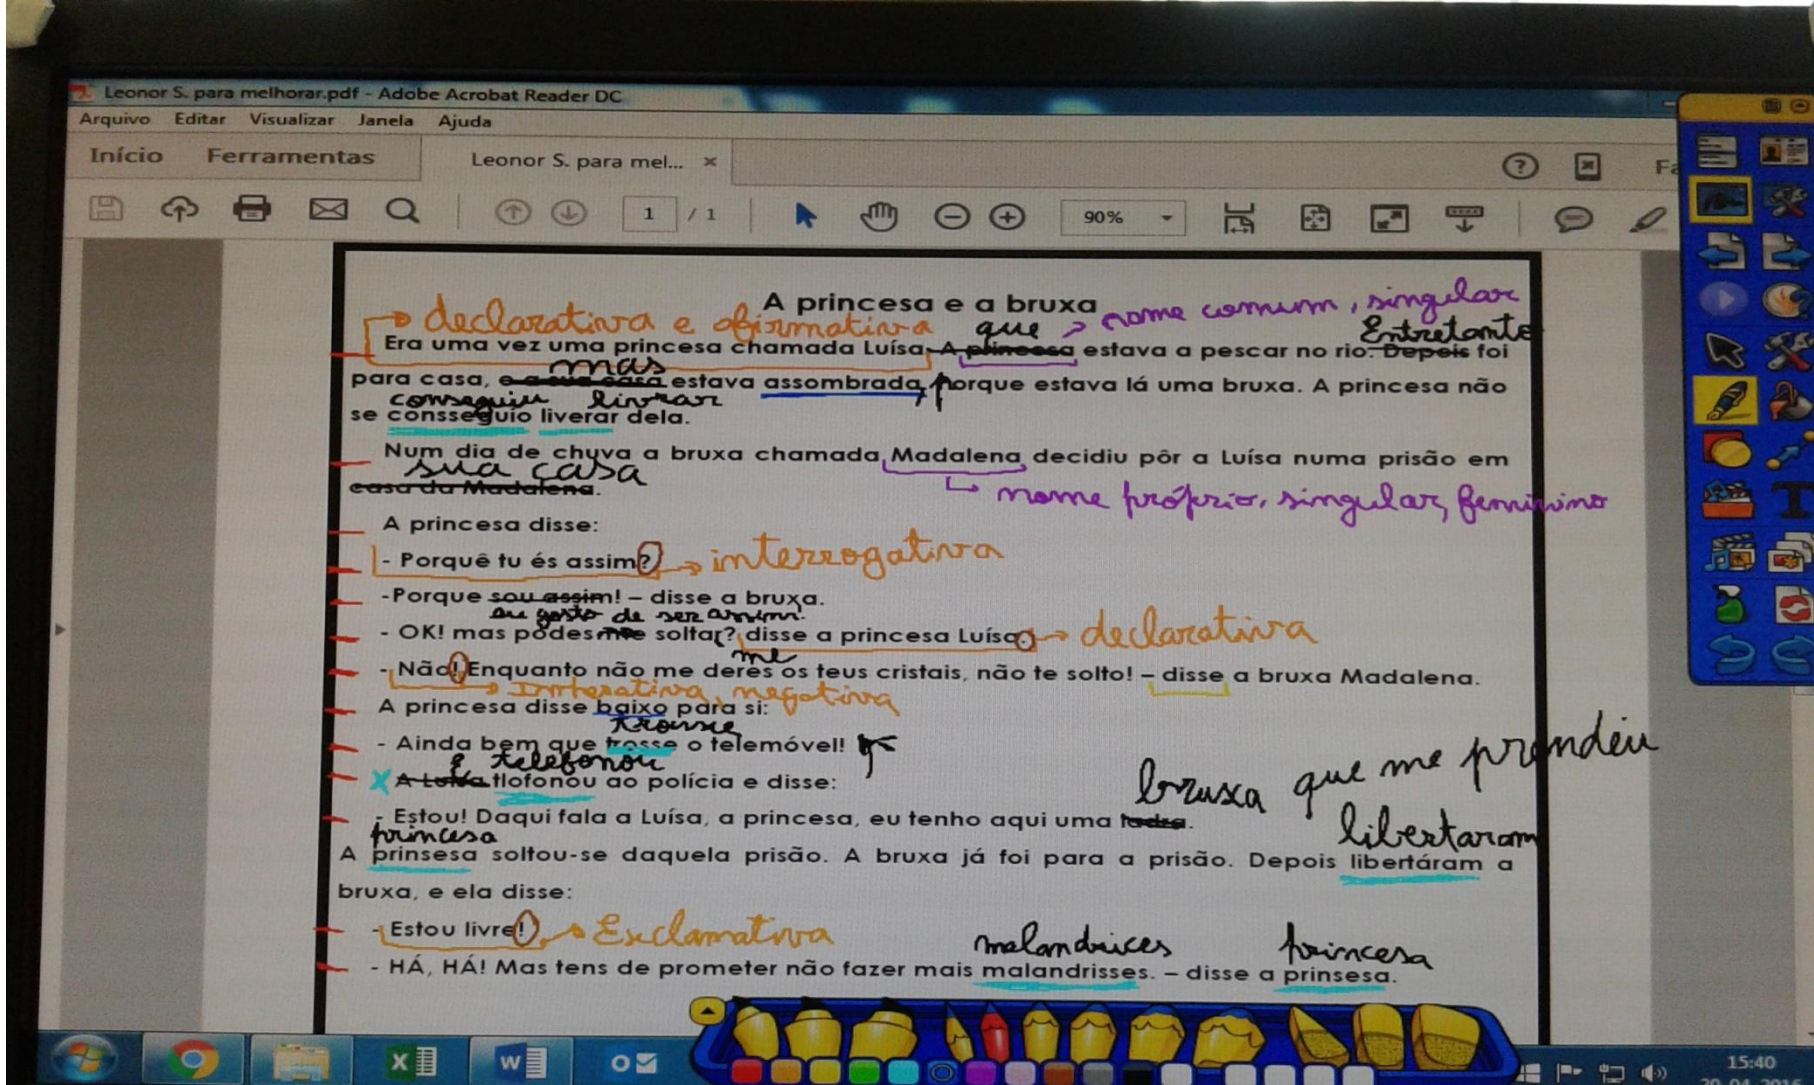 Leonor S. para melhorar.pdf - Adobe Acrobat Reader DC
Arquivo Editar Visualizar Janela Ajuda
Início Ferramentas Leonor S. para mel... ×
1 / 1 90%
A princesa e a bruxa
declarativa e afirmativa que nome comum, singular
Entretanto
Era uma vez uma princesa chamada Luísa. A princesa estava a pescar no rio. Depois foi
mas
para casa, e a sua casa estava assombrada, porque estava lá uma bruxa. A princesa não
conseguiu livrar
se consseguio liverar dela.
Num dia de chuva a bruxa chamada Madalena decidiu pôr a Luísa numa prisão em
sua casa
casa da Madalena.
nome próprio, singular, feminino
A princesa disse:
- Porquê tu és assim? interrogativa
-Porque sou assim! – disse a bruxa.
eu gosto de ser assim!
- OK! mas podes me soltar? disse a princesa Luísa. declarativa
me
- Não! Enquanto não me deres os teus cristais, não te solto! – disse a bruxa Madalena.
Imperativa, negativa
A princesa disse baixo para si:
trouxe
- Ainda bem que trosse o telemóvel!
e telefonou
X A Luísa tlofonou ao polícia e disse:
bruxa que me prendeu
- Estou! Daqui fala a Luísa, a princesa, eu tenho aqui uma
princesa libertaram
A prinsesa soltou-se daquela prisão. A bruxa já foi para a prisão. Depois libertáram a
bruxa, e ela disse:
- Estou livre! Exclamativa
malandrices princesa
- HÁ, HÁ! Mas tens de prometer não fazer mais malandrisses. – disse a prinsesa.
15:40